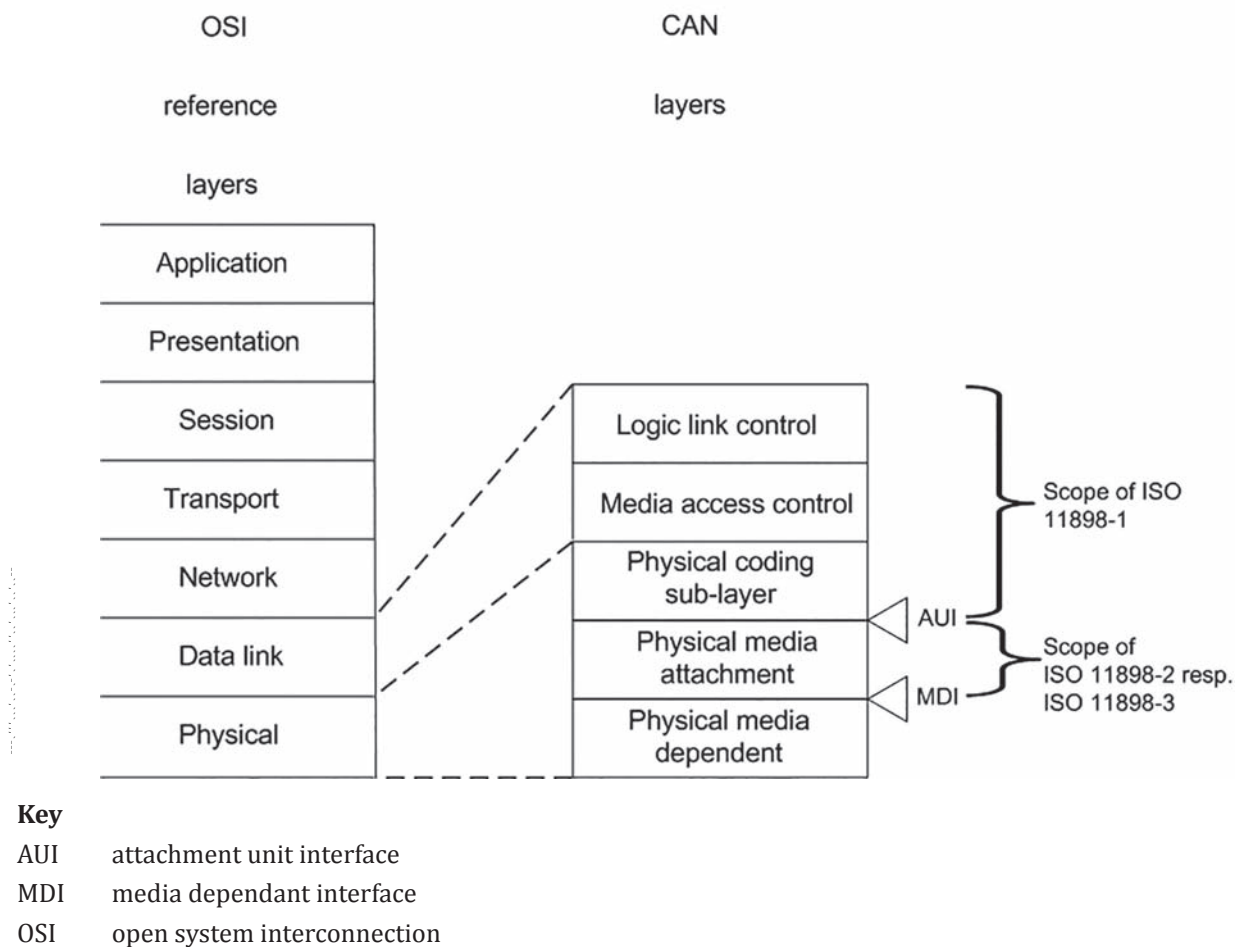 OSI
reference
layers
CAN
layers
Application
Presentation
Session
Transport
Network
Data link
Physical
Logic link control
Media access control
Physical coding
sub-layer
Physical media
attachment
Physical media
dependent
AUI
MDI
Scope of ISO
11898-1
Scope of
ISO 11898-2 resp.
ISO 11898-3
Key
AUI attachment unit interface
MDI media dependant interface
OSI open system interconnection